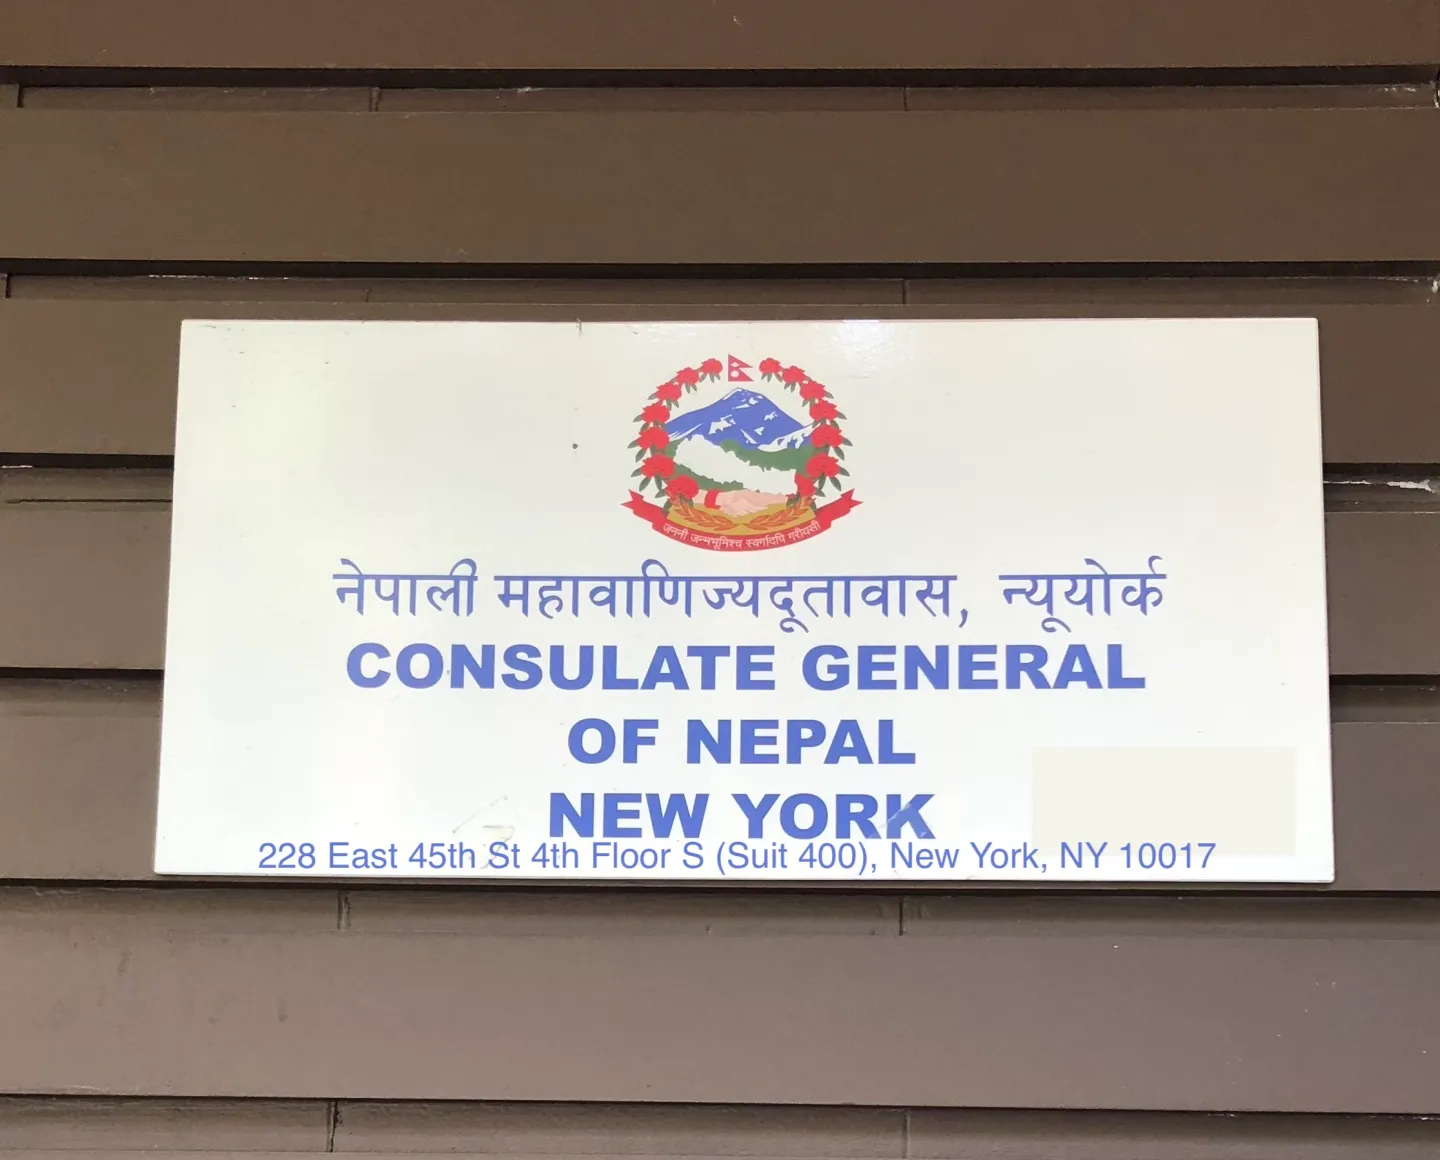 जननी जन्मभूमिश्च स्वर्गादपि गरीयसी
नेपाली महावाणिज्यदूतावास, न्यूयोर्क
CONSULATE GENERAL
OF NEPAL
NEW YORK
228 East 45th St 4th Floor S (Suit 400), New York, NY 10017